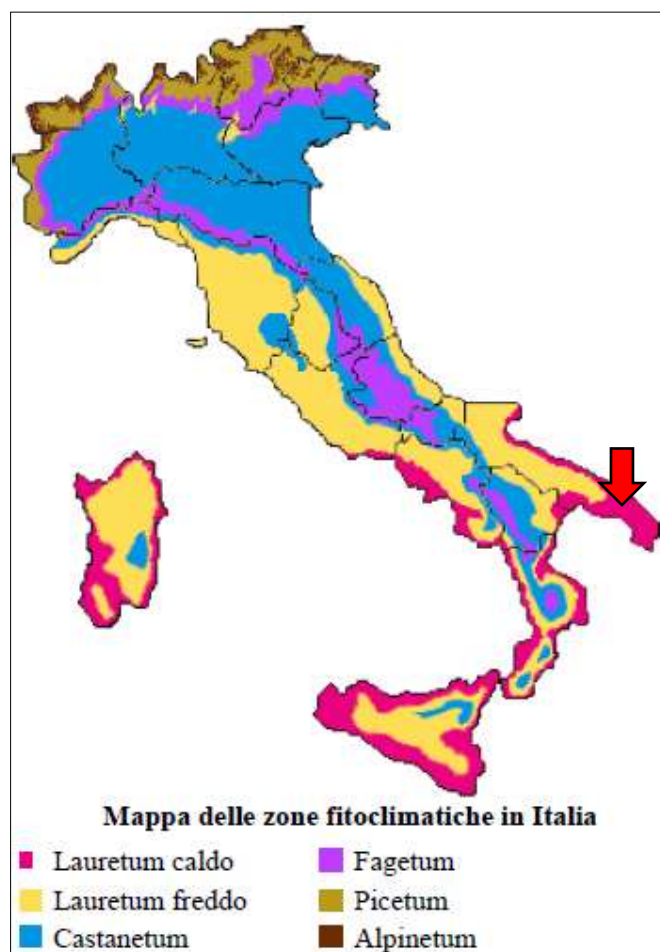 Mappa delle zone fitoclimatiche in Italia
Lauretum caldo
Fagetum
Lauretum freddo
Picetum
Castanetum
Alpinetum